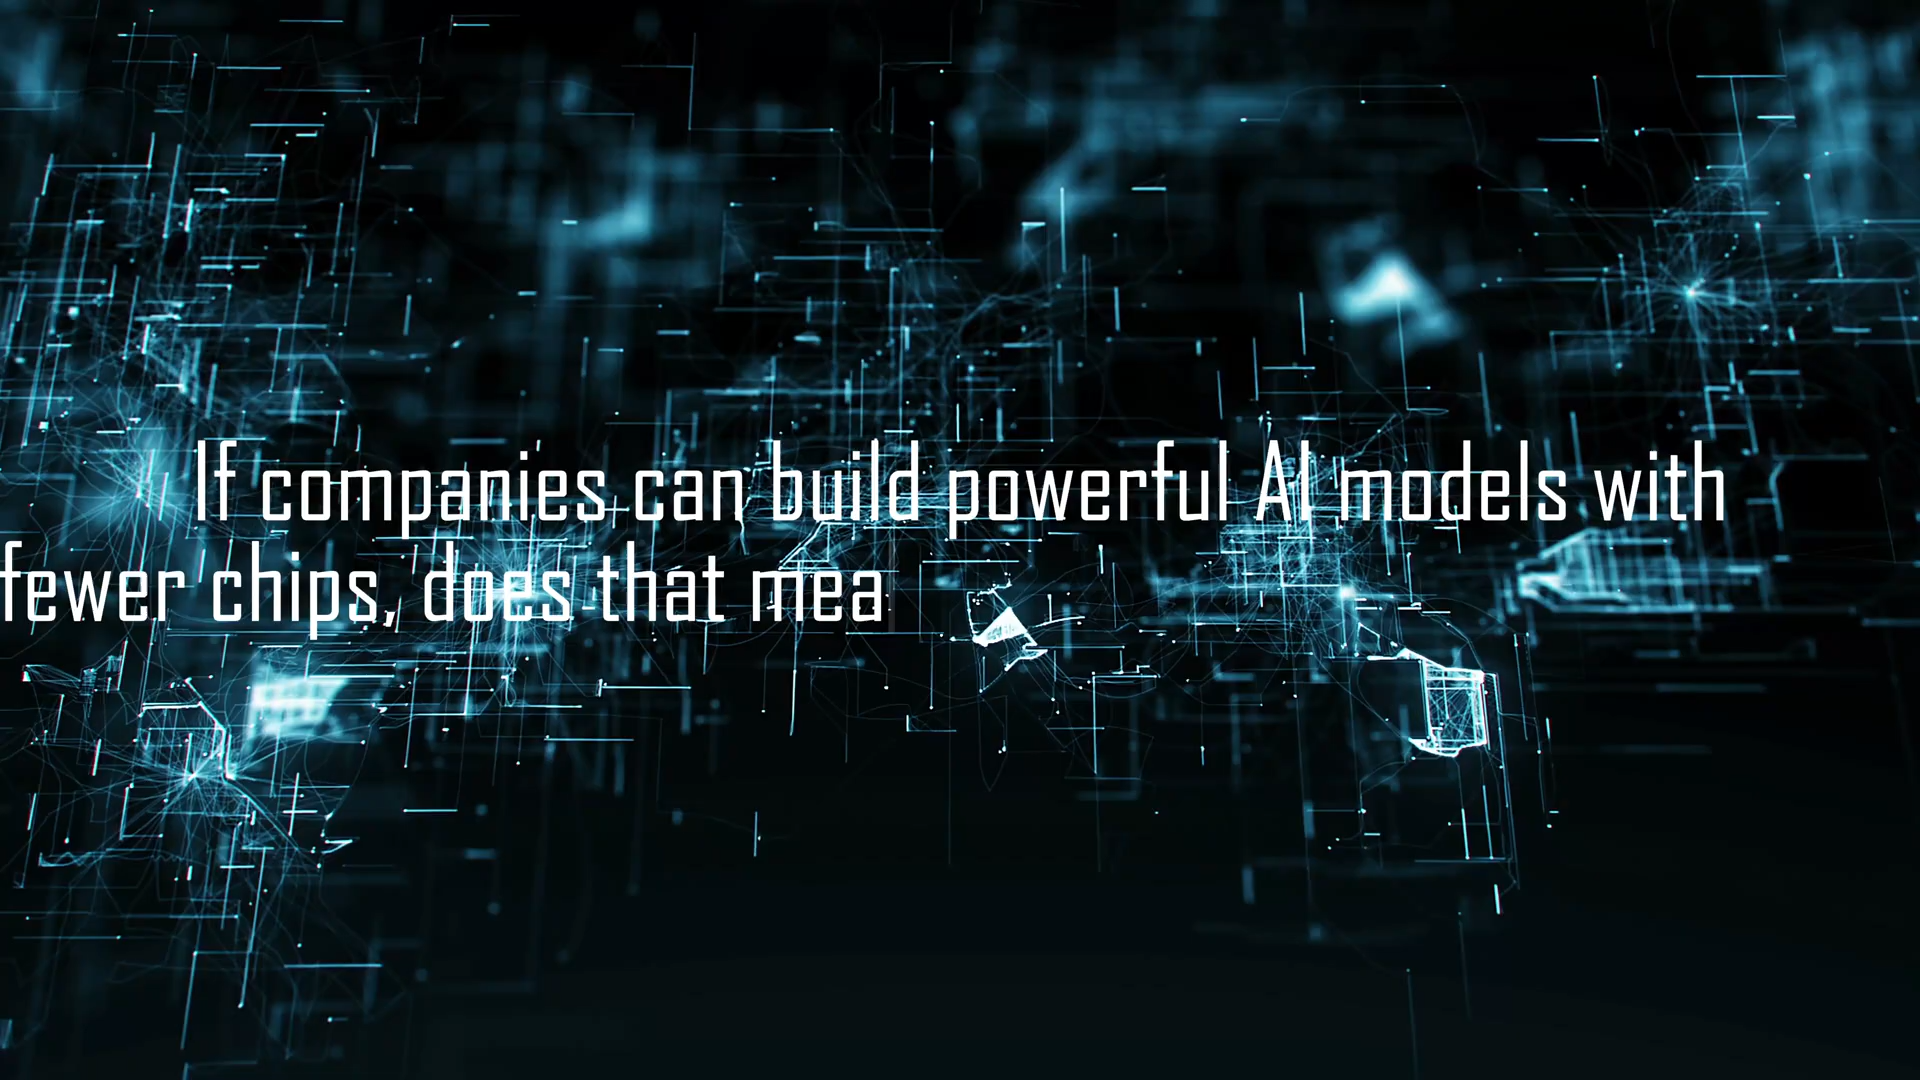 If companies can build powerful AI models with
fewer chips, does that mea